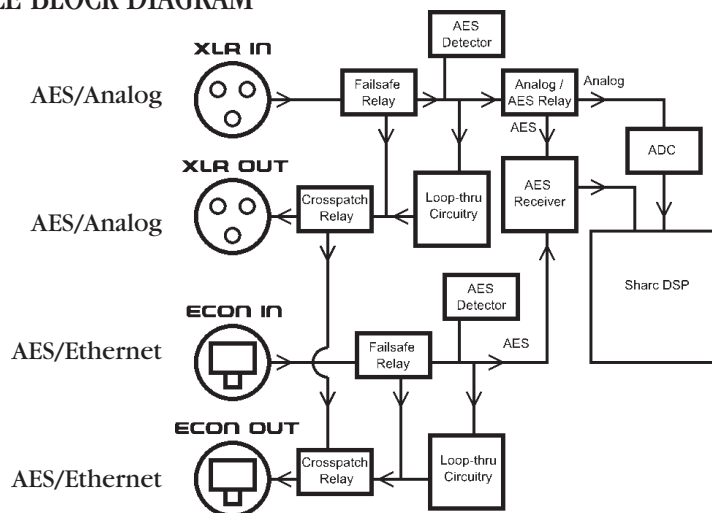 LE BLOCK DIAGRAM
XLR IN
AES/Analog
Failsafe
Relay
AES
Detector
Analog /
AES Relay
Analog
AES
ADC
XLR OUT
AES/Analog
Crosspatch
Relay
Loop-thru
Circuitry
AES
Receiver
Sharc DSP
ECON IN
AES/Ethernet
Failsafe
Relay
AES
Detector
AES
ECON OUT
AES/Ethernet
Crosspatch
Relay
Loop-thru
Circuitry